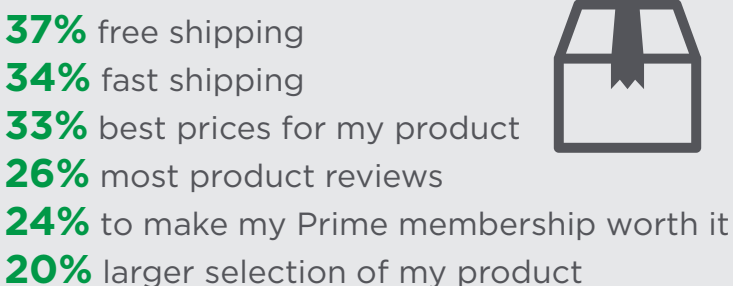 37% free shipping
34% fast shipping
33% best prices for my product
26% most product reviews
24% to make my Prime membership worth it
20% larger selection of my product